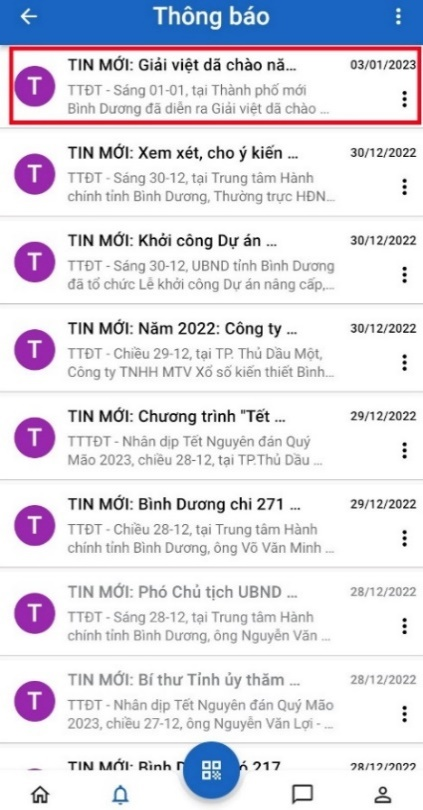 Thông báo
TIN MỚI: Giải việt dã chào nă... 03/01/2023
T
TTĐT - Sáng 01-01, tại Thành phố mới
Bình Dương đã diễn ra Giải việt dã chào ...
TIN MỚI: Xem xét, cho ý kiến ... 30/12/2022
T
TTĐT - Sáng 30-12, tại Trung tâm Hành
chính tỉnh Bình Dương, Thường trực HĐN...
TIN MỚI: Khởi công Dự án ... 30/12/2022
T
TTĐT - Sáng 30-12, UBND tỉnh Bình Dương
đã tổ chức Lễ khởi công Dự án nâng cấp,...
TIN MỚI: Năm 2022: Công ty ... 30/12/2022
T
TTĐT - Chiều 29-12, tại TP. Thủ Dầu Một,
Công ty TNHH MTV Xổ số kiến thiết Bình...
TIN MỚI: Chương trình "Tết ... 29/12/2022
T
TTTĐT - Nhân dịp Tết Nguyên đán Quý
Mão 2023, chiều 28-12, tại TP.Thủ Dầu ...
TIN MỚI: Bình Dương chi 271 ... 29/12/2022
T
TTĐT - Chiều 28-12, tại Trung tâm Hành
chính tỉnh Bình Dương, ông Võ Văn Minh ...
TIN MỚI: Phó Chủ tịch UBND ... 28/12/2022
T
TTĐT - Sáng 28-12, tại Trung tâm Hành
chính tỉnh Bình Dương, ông Nguyễn Văn ...
TIN MỚI: Bí thư Tỉnh ủy thăm ... 28/12/2022
T
TTĐT - Nhân dịp Tết Nguyên đán Quý Mão
2023, chiều 27-12, ông Nguyễn Văn Lợi - ...
TIN MỚI: Bình 217 28/12/2022